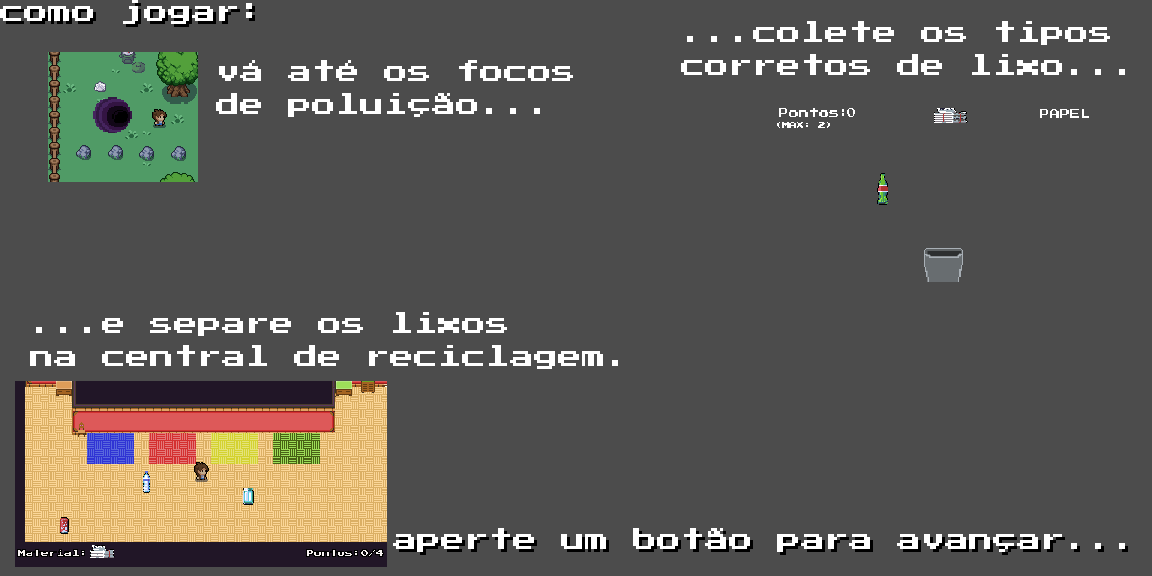 como jogar:
vá até os focos
de poluição...
...colete os tipos
corretos de lixo...
Pontos:0
(MAX: 2)
PAPEL
...e separe os lixos
na central de reciclagem.
Material:
Pontos:0/4
aperte um botão para avançar...